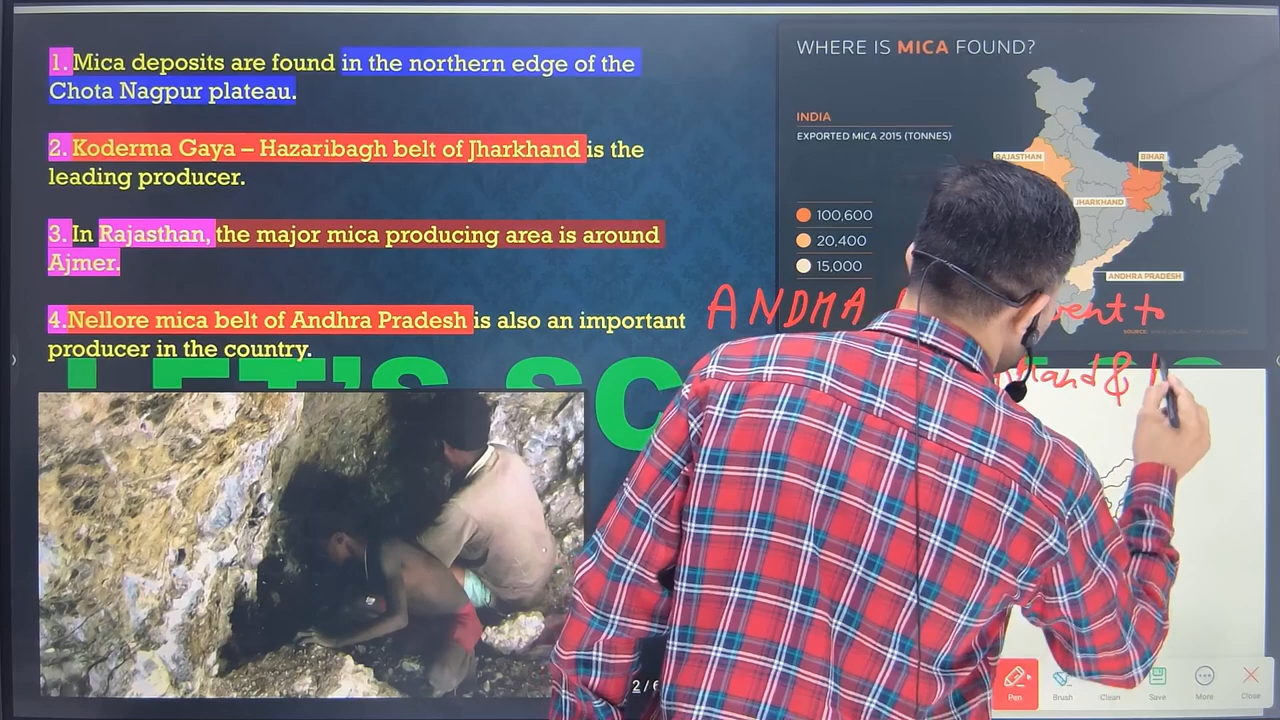 1. Mica deposits are found in the northern edge of the
Chota Nagpur plateau.
2. Koderma Gaya – Hazaribagh belt of Jharkhand is the
leading producer.
3. In Rajasthan, the major mica producing area is around
Ajmer.
4.Nellore mica belt of Andhra Pradesh is also an important
producer in the country.
LET'S
WHERE IS MICA FOUND?
INDIA
EXPORTED MICA 2015 (TONNES)
100,600
20,400
15,000
RAJASTHAN
BIHAR
JHARKHAND
ANDHRA PRADESH
to
&
2 / 6
Pen
Brush
Clean
Save
More
Close